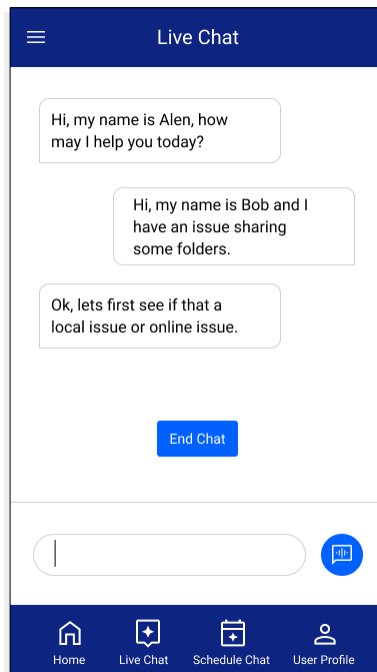 Live Chat
Hi, my name is Alen, how
may I help you today?
Hi, my name is Bob and I
have an issue sharing
some folders.
Ok, lets first see if that a
local issue or online issue.
End Chat
Home
Live Chat
Schedule Chat
User Profile